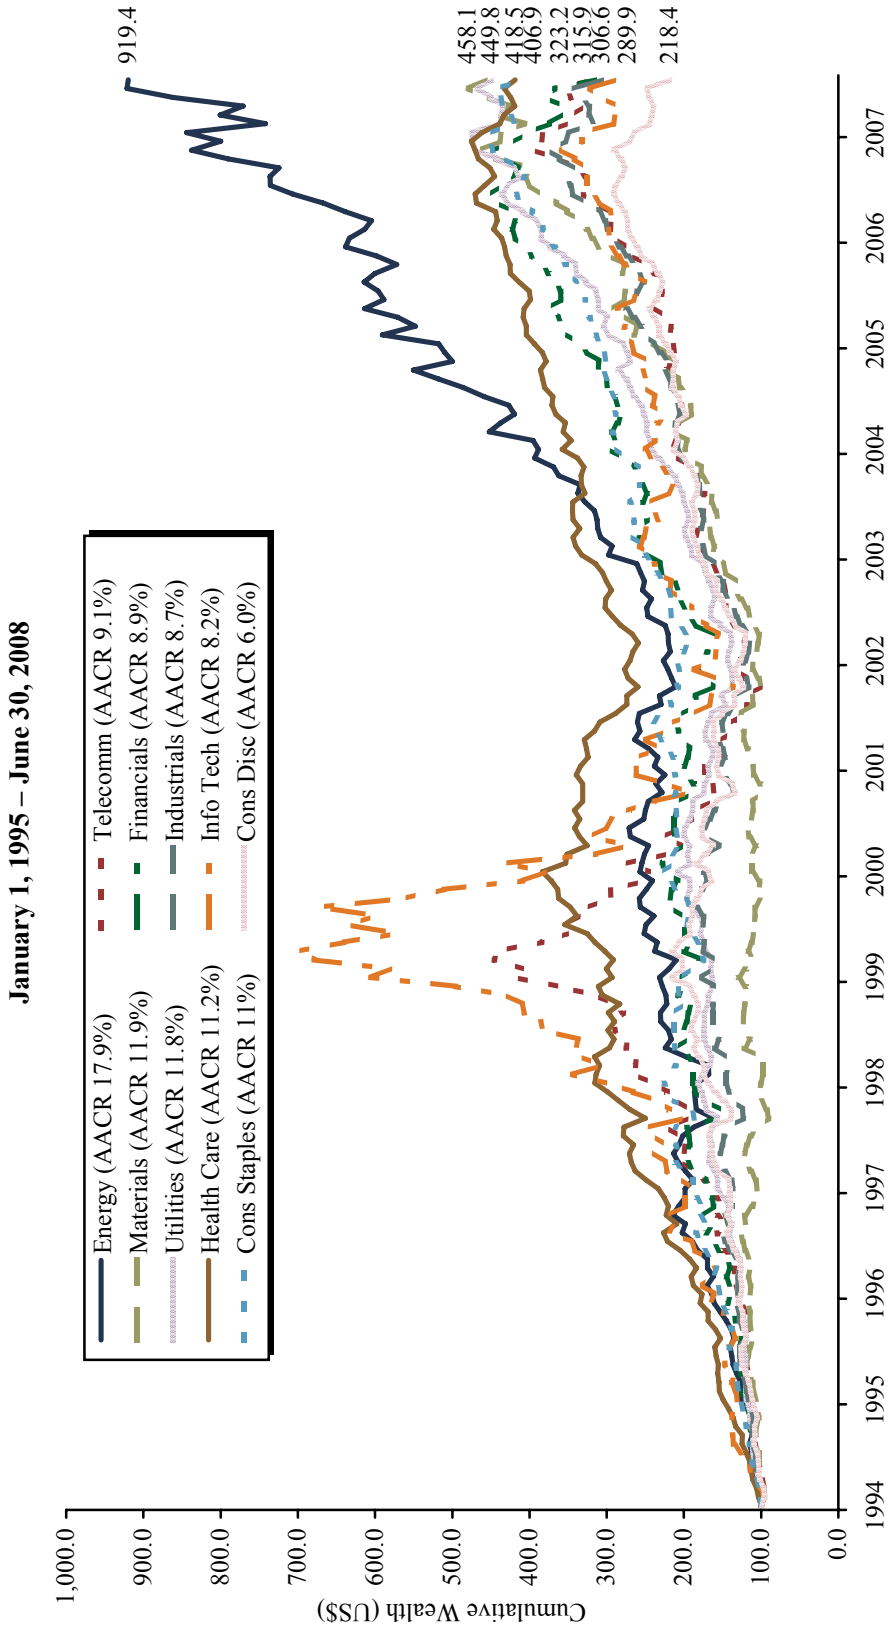 January 1, 1995 – June 30, 2008
Energy (AACR 17.9%)
Telecomm (AACR 9.1%)
Materials (AACR 11.9%)
Financials (AACR 8.9%)
Utilities (AACR 11.8%)
Industrials (AACR 8.7%)
Health Care (AACR 11.2%)
Info Tech (AACR 8.2%)
Cons Staples (AACR 11%)
Cons Disc (AACR 6.0%)
Cumulative Wealth (US$)
1,000.0
900.0
800.0
700.0
600.0
500.0
400.0
300.0
200.0
100.0
0.0
919.4
458.1
449.8
418.5
406.9
323.2
315.9
306.6
289.9
218.4
1994
1995
1996
1997
1998
1999
2000
2001
2002
2003
2004
2005
2006
2007